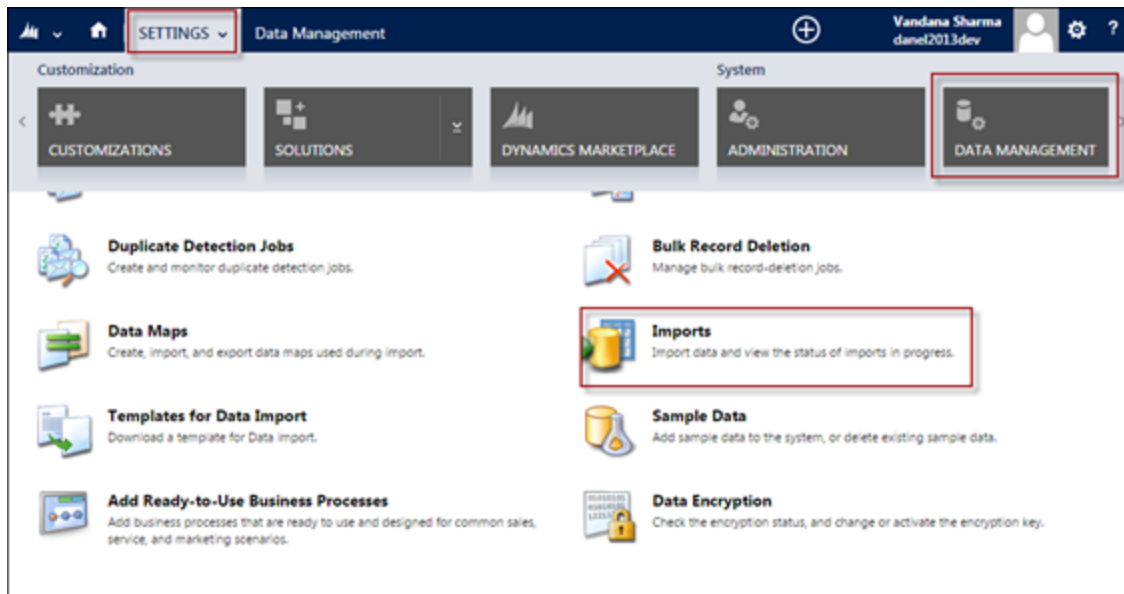 SETTINGS
Data Management
Vandana Sharma
danel2013dev
?
Customization
System
CUSTOMIZATIONS
SOLUTIONS
DYNAMICS MARKETPLACE
ADMINISTRATION
DATA MANAGEMENT
Duplicate Detection Jobs
Create and monitor duplicate detection jobs.
Bulk Record Deletion
Manage bulk record-deletion jobs.
Data Maps
Create, import, and export data maps used during import.
Imports
Import data and view the status of imports in progress.
Templates for Data Import
Download a template for Data import.
Sample Data
Add sample data to the system, or delete existing sample data.
Add Ready-to-Use Business Processes
Add business processes that are ready to use and designed for common sales,
service, and marketing scenarios.
Data Encryption
Check the encryption status, and change or activate the encryption key.